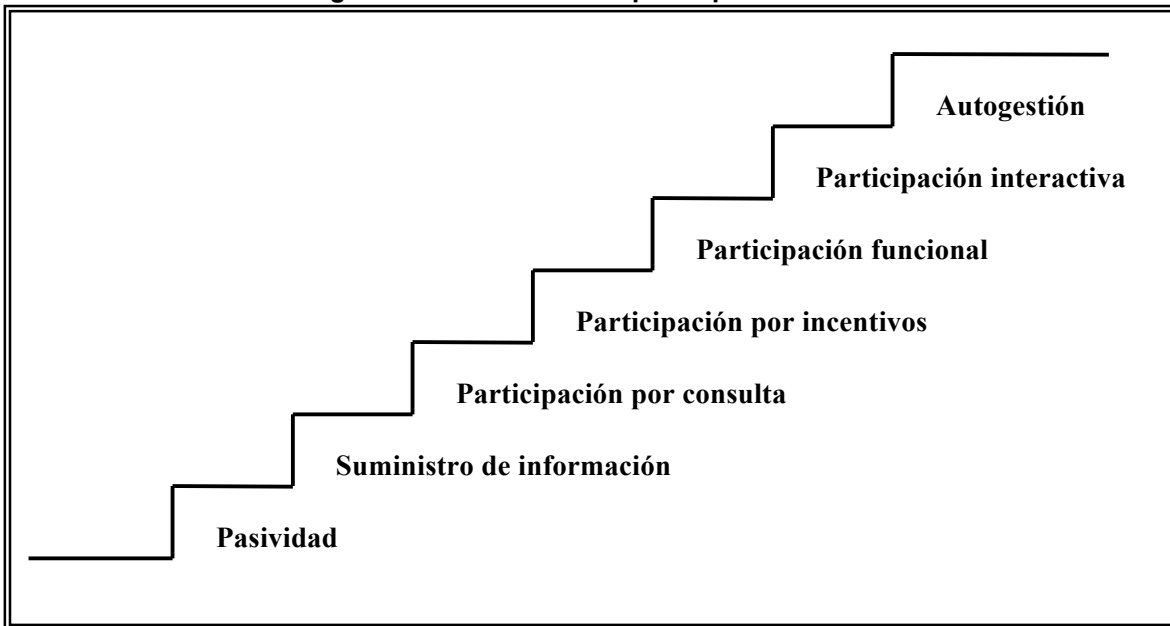 Autogestión
Participación interactiva
Participación funcional
Participación por incentivos
Participación por consulta
Suministro de información
Pasividad